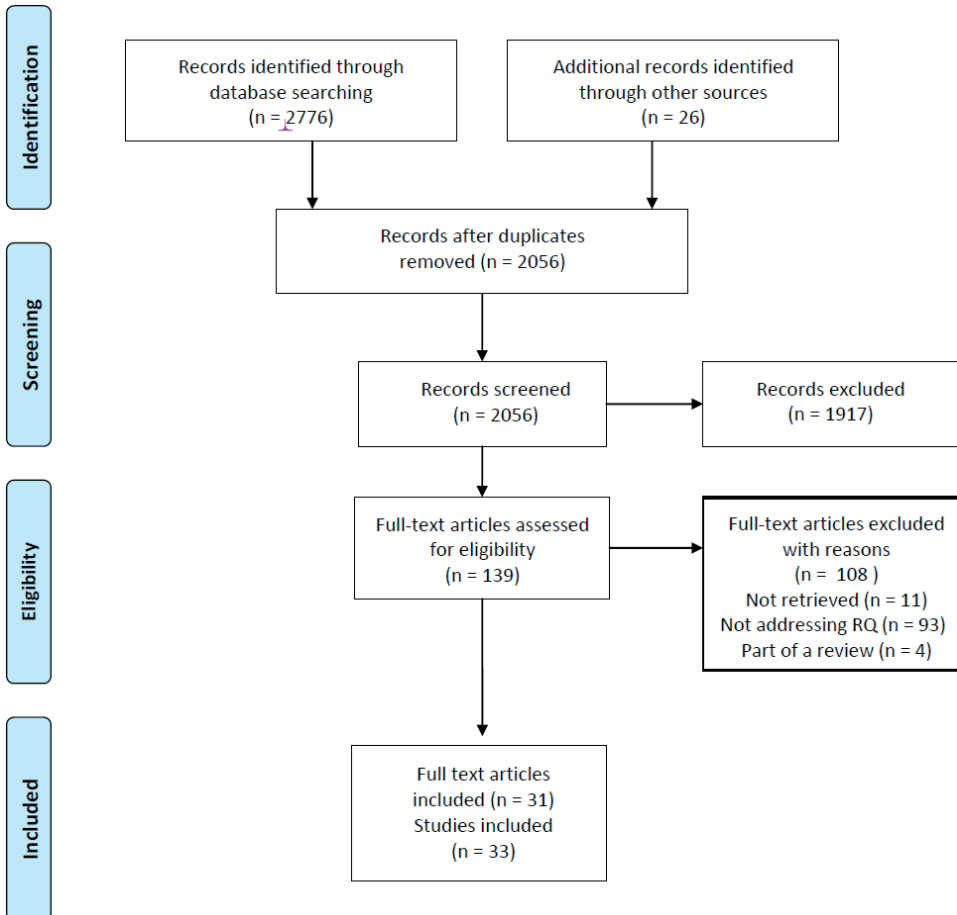 Identification
Records identified through
database searching
(n = 2776)
Additional records identified
through other sources
(n = 26)
Records after duplicates
removed (n = 2056)
Screening
Records screened
(n = 2056)
Records excluded
(n = 1917)
Eligibility
Full-text articles assessed
for eligibility
(n = 139)
Full-text articles excluded
with reasons
(n = 108 )
Not retrieved (n = 11)
Not addressing RQ (n = 93)
Part of a review (n = 4)
Included
Full text articles
included (n = 31)
Studies included
(n = 33)